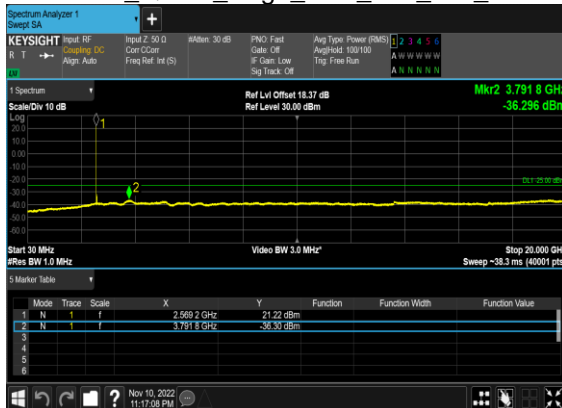 Spectrum Analyzer 1
Swept SA
+
KEYSIGHT Input: RF Input Z: 50 Ω #Atten: 30 dB PNO: Fast Avg Type: Power (RMS) 1 2 3 4 5 6
R T Coupling: DC Corr CCorr Gate: Off Avg|Hold: 100/100 A W W W W W
Align: Auto Freq Ref: Int (S) IF Gain: Low Trig: Free Run
LXI Sig Track: Off A N N N N N
1 Spectrum Ref Lvl Offset 18.37 dB Mkr2 3.791 8 GHz
Scale/Div 10 dB Ref Level 30.00 dBm -36.296 dBm
Log
20.0 1
10.0
0.00
-10.0
-20.0 DL1 -25.00 dBm
-30.0 2
-40.0
-50.0
-60.0
Start 30 MHz Video BW 3.0 MHz* Stop 20.000 GHz
#Res BW 1.0 MHz Sweep ~38.3 ms (40001 pts)
5 Marker Table
Mode Trace Scale X Y Function Function Width Function Value
1 N 1 f 2.569 2 GHz 21.22 dBm
2 N 1 f 3.791 8 GHz -36.30 dBm
3
4
5
6
? Nov 10, 2022
11:17:08 PM